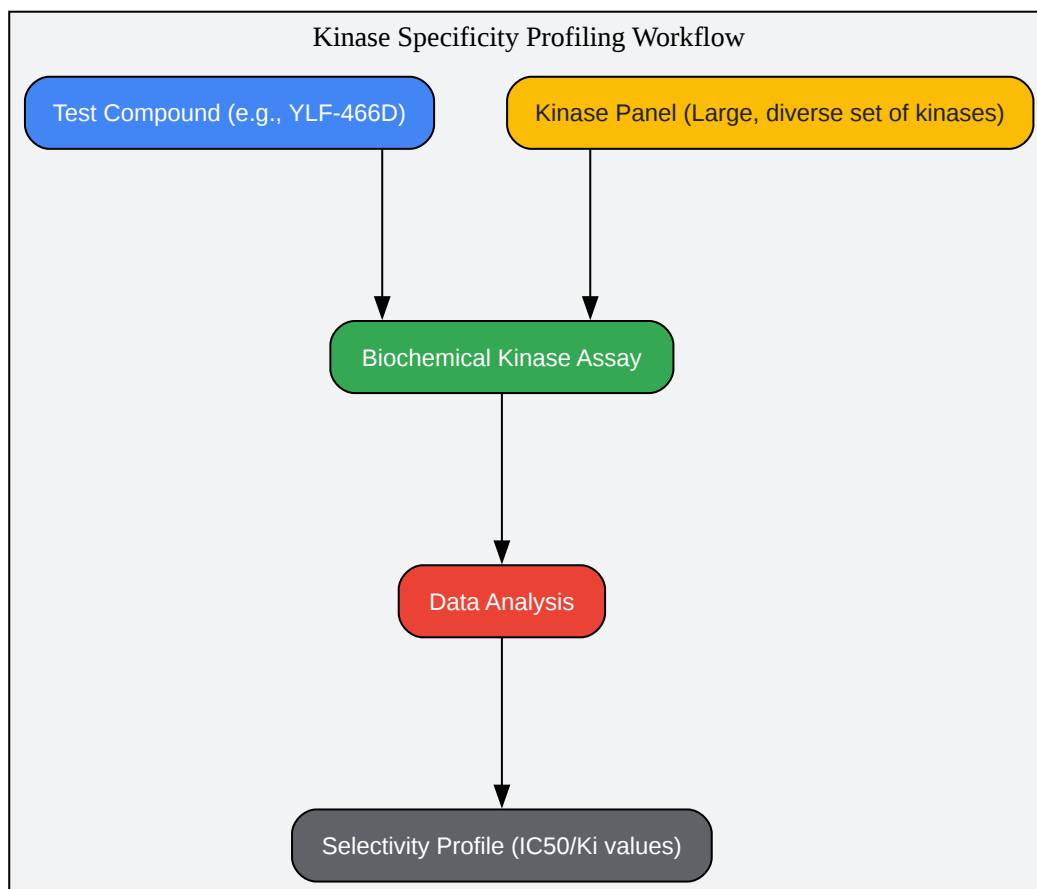 Kinase Specificity Profiling Workflow
Test Compound (e.g., YLF-466D)
Kinase Panel (Large, diverse set of kinases)
Biochemical Kinase Assay
Data Analysis
Selectivity Profile (IC50/Ki values)